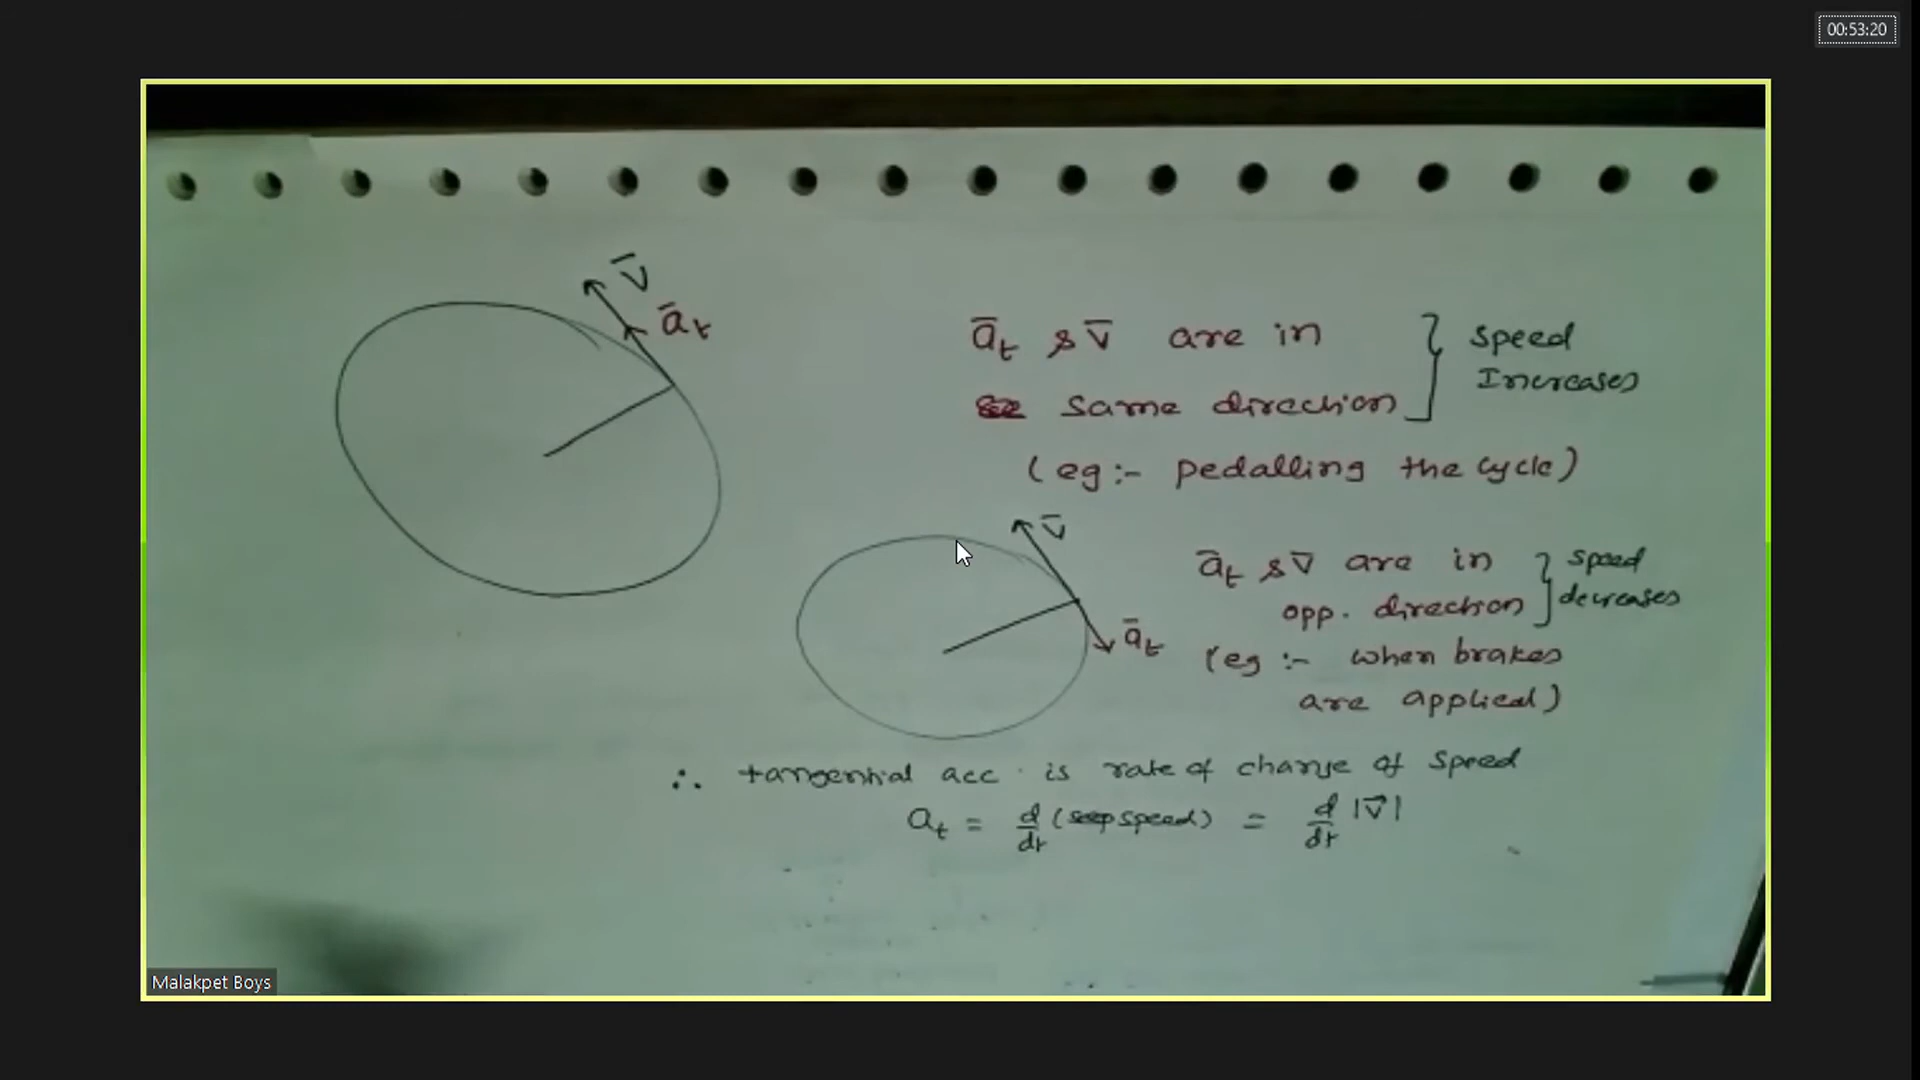 00:53:20
v̄
āt
āt & v̄ are in } speed
same direction Increases
(eg :- pedalling the cycle)
v̄
āt
āt & v̄ are in } speed
opp. direction decreases
(eg :- when brakes
are applied)
∴ tangential acc. is rate of change of speed
at = d/dt (speed) = d/dt |v̄|
Malakpet Boys